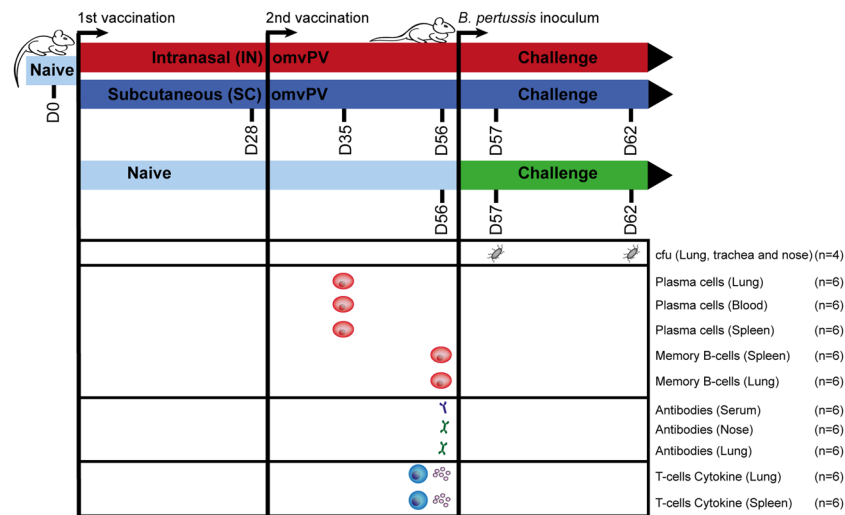 1st vaccination 2nd vaccination B. pertussis inoculum
Naive Intranasal (IN) omvPV Challenge
Subcutaneous (SC) omvPV Challenge
D0 D28 D35 D56 D57 D62
Naive Challenge
D56 D57 D62
cfu (Lung, trachea and nose) (n=4)
Plasma cells (Lung) (n=6)
Plasma cells (Blood) (n=6)
Plasma cells (Spleen) (n=6)
Memory B-cells (Spleen) (n=6)
Memory B-cells (Lung) (n=6)
Antibodies (Serum) (n=6)
Antibodies (Nose) (n=6)
Antibodies (Lung) (n=6)
T-cells Cytokine (Lung) (n=6)
T-cells Cytokine (Spleen) (n=6)